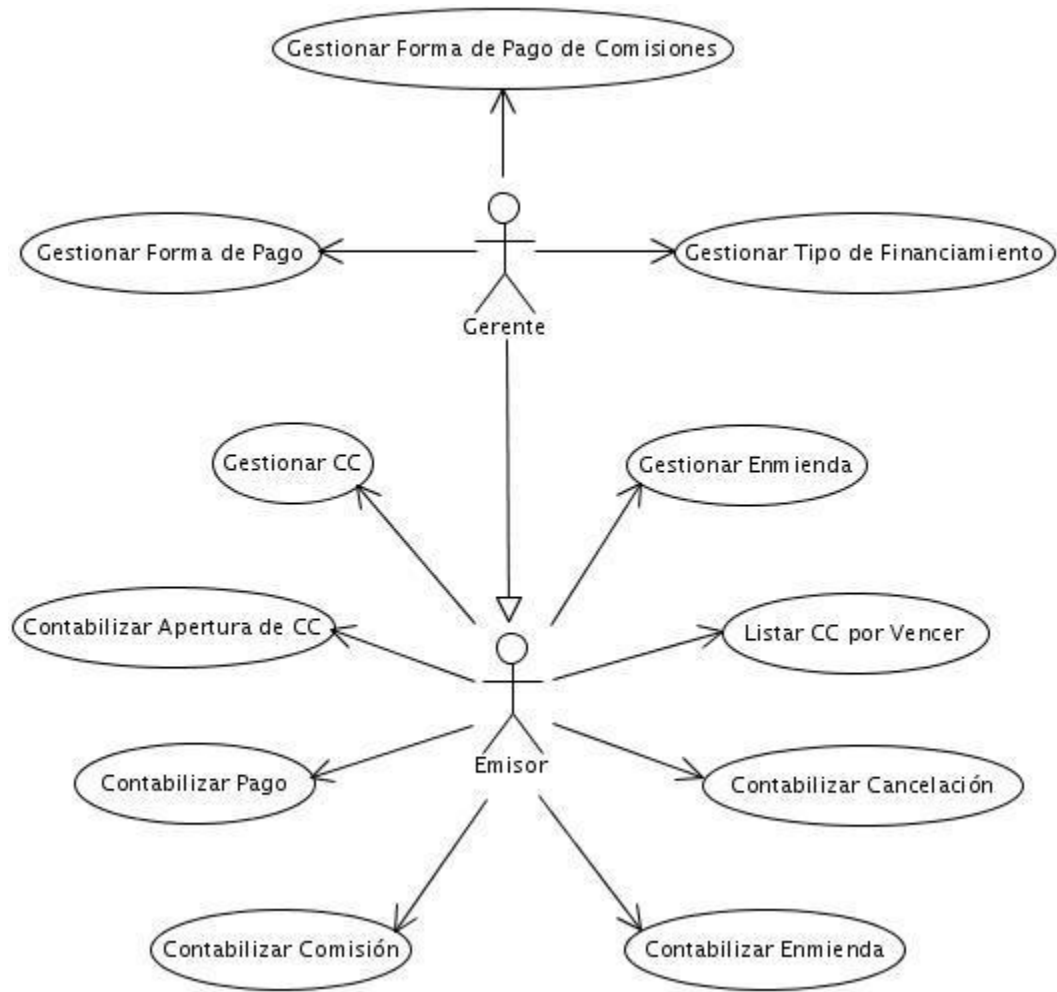 Gestionar Forma de Pago de Comisiones
Gestionar Forma de Pago
Gestionar Tipo de Financiamiento
Gerente
Gestionar CC
Gestionar Enmienda
Contabilizar Apertura de CC
Listar CC por Vencer
Emisor
Contabilizar Pago
Contabilizar Cancelación
Contabilizar Comisión
Contabilizar Enmienda